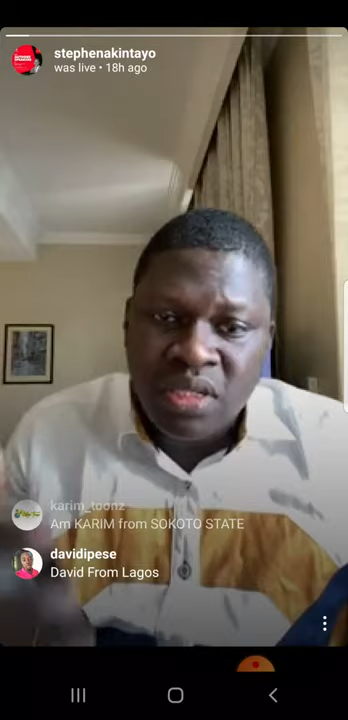 stephenakintayo
was live • 18h ago
karim_toonz
Am KARIM from SOKOTO STATE
davidipese
David From Lagos